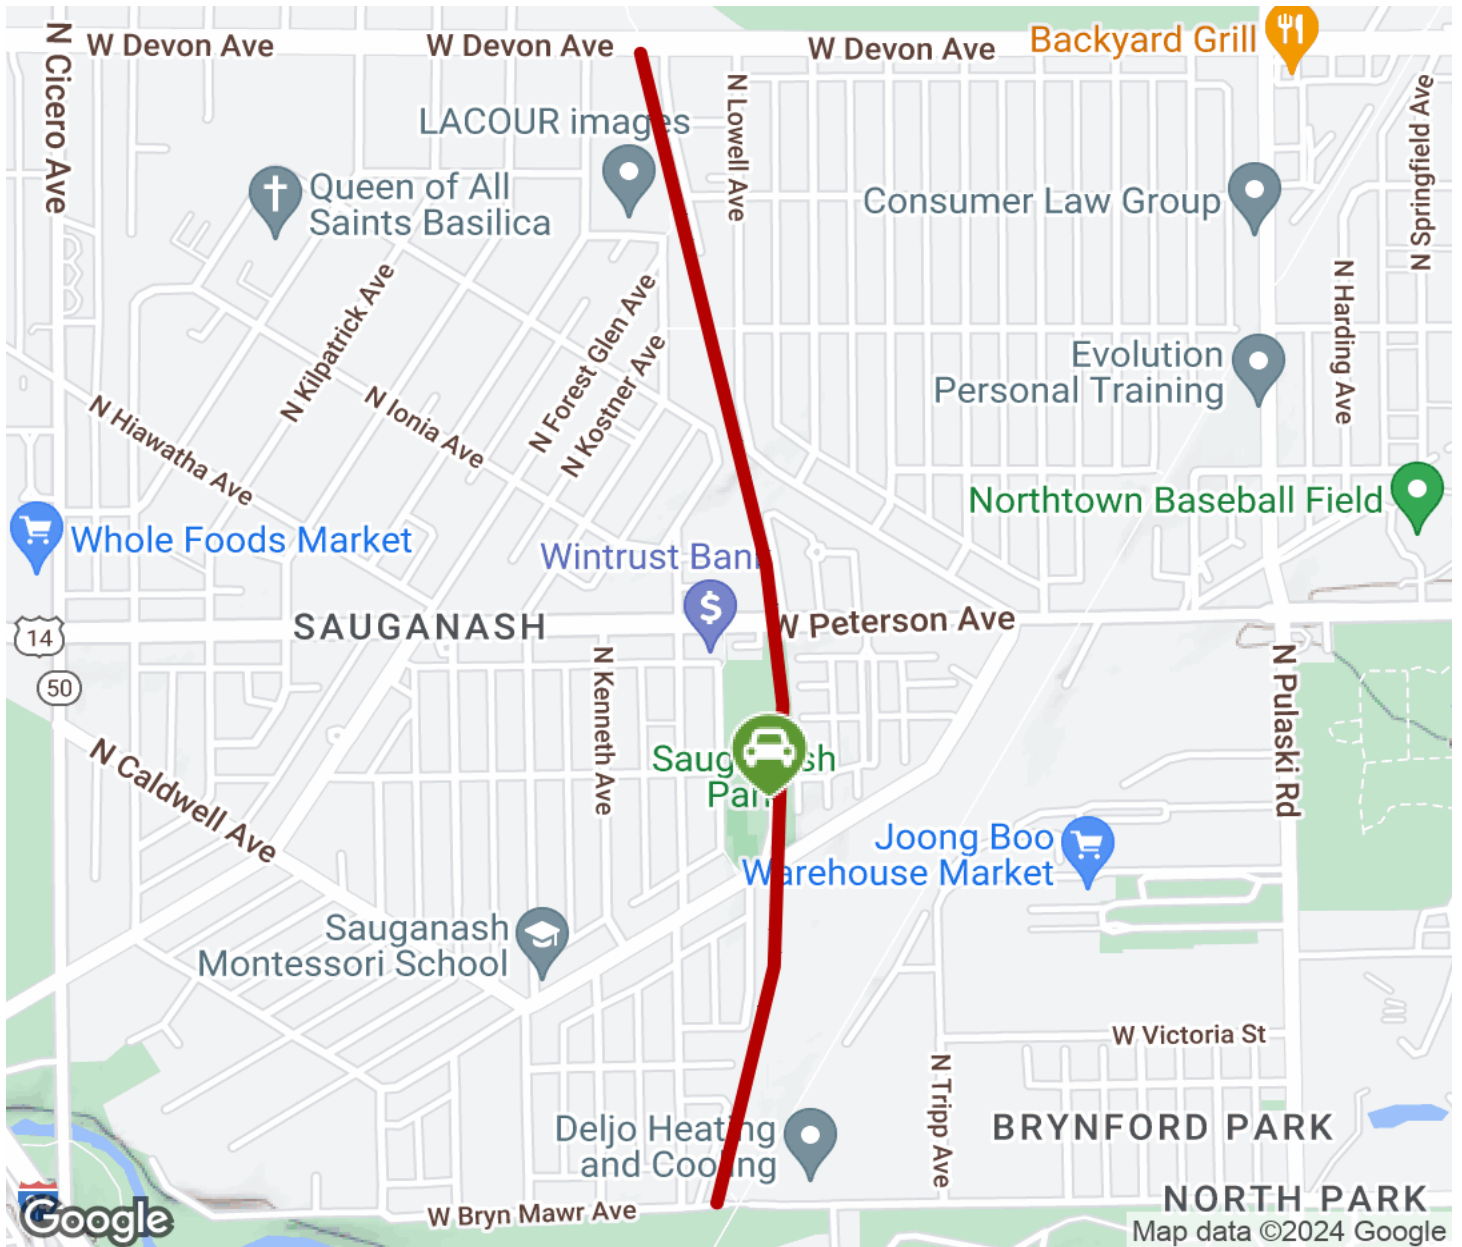 W Devon Ave
W Devon Ave
W Devon Ave
Backyard Grill
N Cicero Ave
LACOUR images
N Lowell Ave
N Springfield Ave
Queen of All
Saints Basilica
Consumer Law Group
N Kilpatrick Ave
N Forest Glen Ave
N Kostner Ave
N Harding Ave
Evolution
Personal Training
N Hiawatha Ave
N Ionia Ave
Northtown Baseball Field
Whole Foods Market
Wintrust Bank
$
SAUGANASH
W Peterson Ave
14
50
N Kenneth Ave
N Pulaski Rd
N Caldwell Ave
Sauganash
Park
Joong Boo
Warehouse Market
Sauganash
Montessori School
W Victoria St
N Tripp Ave
Deljo Heating
and Cooling
BRYNFORD PARK
NORTH PARK
W Bryn Mawr Ave
Google
Map data ©2024 Google